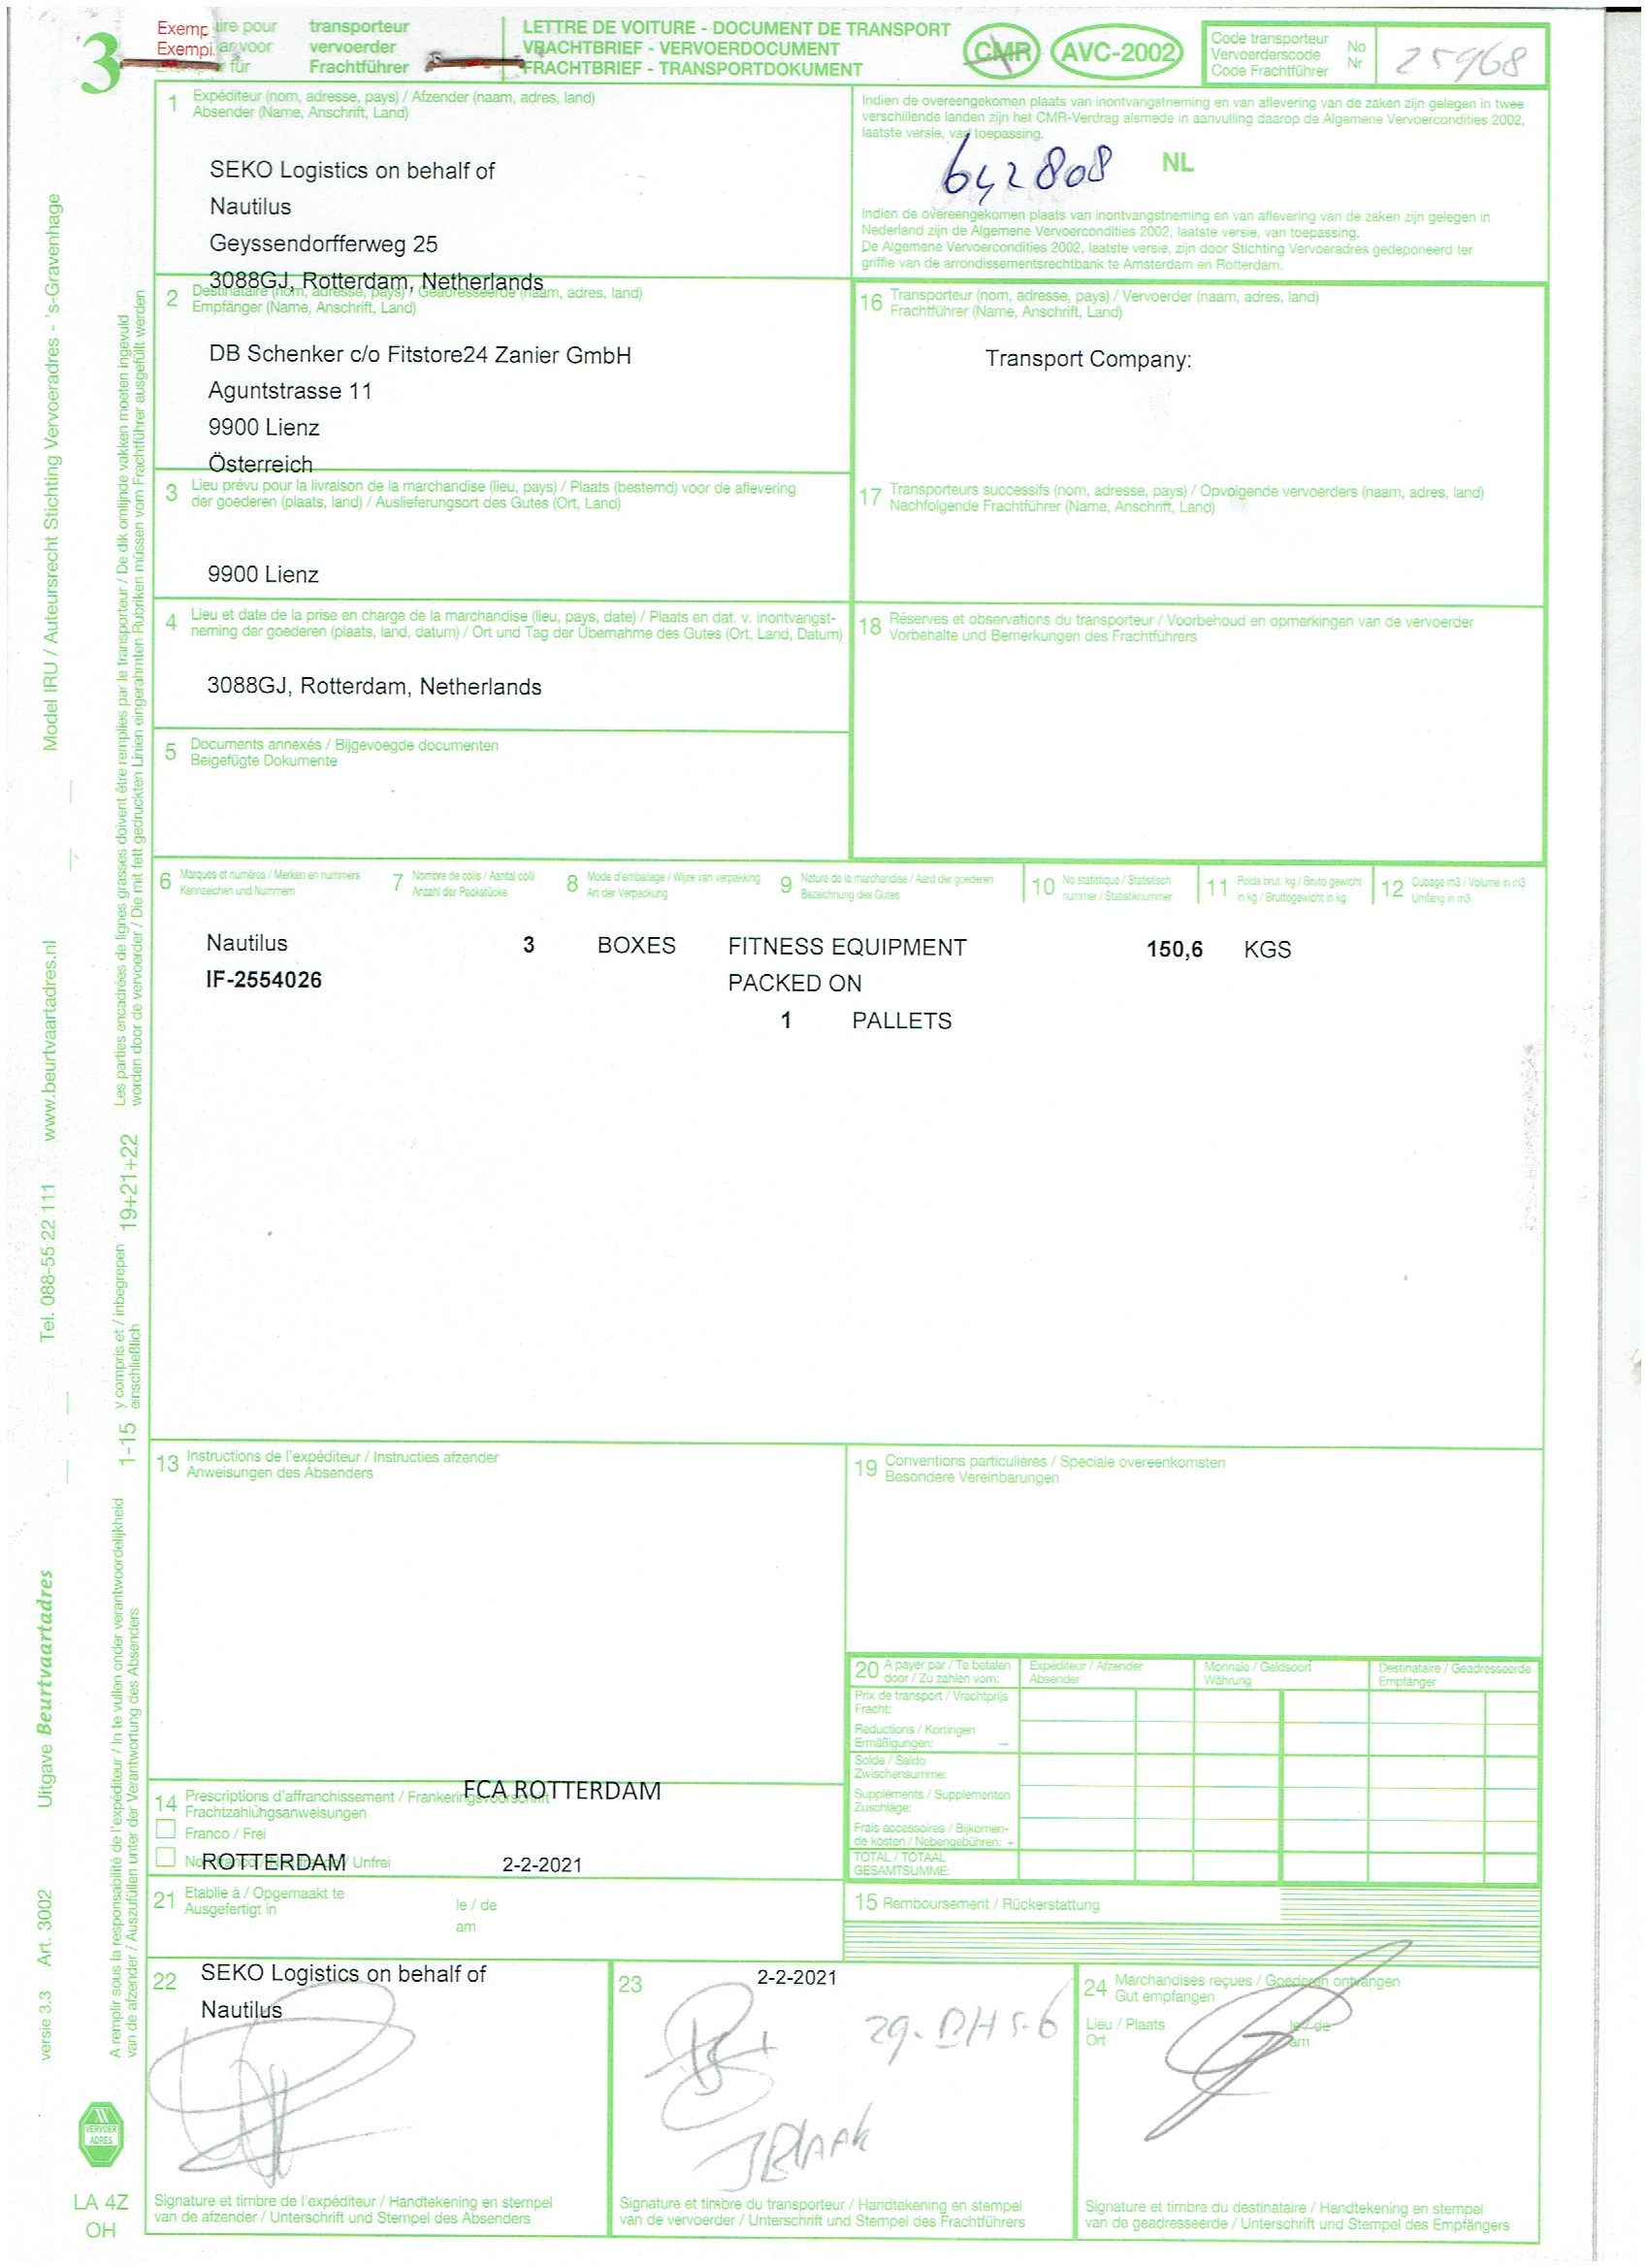 3
Exemp ire pour transporteur
Exempl ar voor vervoerder
für Frachtführer
LETTRE DE VOITURE - DOCUMENT DE TRANSPORT
VRACHTBRIEF - VERVOERDOCUMENT
FRACHTBRIEF - TRANSPORTDOKUMENT
CMR
AVC-2002
Code transporteur No
Vervoerderscode Nr
Code Frachtführer
25968
1 Expéditeur (nom, adresse, pays) / Afzender (naam, adres, land)
Absender (Name, Anschrift, Land)
SEKO Logistics on behalf of
Nautilus
Geyssendorfferweg 25
3088GJ, Rotterdam, Netherlands
Indien de overeengekomen plaats van inontvangstneming en van aflevering van de zaken zijn gelegen in twee
verschillende landen zijn het CMR-Verdrag alsmede in aanvulling daarop de Algemene Vervoercondities 2002,
laatste versie, van toepassing.
642808
NL
Indien de overeengekomen plaats van inontvangstneming en van aflevering van de zaken zijn gelegen in
Nederland zijn de Algemene Vervoercondities 2002, laatste versie, van toepassing.
De Algemene Vervoercondities 2002, laatste versie, zijn door Stichting Vervoeradres gedeponeerd ter
griffie van de arrondissementsrechtbank te Amsterdam en Rotterdam.
2 Destinataire (nom, adresse, pays) / Geadresseerde (naam, adres, land)
Empfänger (Name, Anschrift, Land)
DB Schenker c/o Fitstore24 Zanier GmbH
Aguntstrasse 11
9900 Lienz
Österreich
16 Transporteur (nom, adresse, pays) / Vervoerder (naam, adres, land)
Frachtführer (Name, Anschrift, Land)
Transport Company:
3 Lieu prévu pour la livraison de la marchandise (lieu, pays) / Plaats (bestemd) voor de aflevering
der goederen (plaats, land) / Auslieferungsort des Gutes (Ort, Land)
9900 Lienz
17 Transporteurs successifs (nom, adresse, pays) / Opvolgende vervoerders (naam, adres, land)
Nachfolgende Frachtführer (Name, Anschrift, Land)
4 Lieu et date de la prise en charge de la marchandise (lieu, pays, date) / Plaats en dat. v. inontvangst-
neming der goederen (plaats, land, datum) / Ort und Tag der Übernahme des Gutes (Ort, Land, Datum)
3088GJ, Rotterdam, Netherlands
18 Réserves et observations du transporteur / Voorbehoud en opmerkingen van de vervoerder
Vorbehalte und Bemerkungen des Frachtführers
5 Documents annexés / Bijgevoegde documenten
Beigefügte Dokumente
6 Marques et numéros / Merken en nummers
Kennzeichen und Nummern
7 Nombre de colis / Aantal colli
Anzahl der Packstücke
8 Mode d'emballage / Wijze van verpakking
Art der Verpackung
9 Nature de la marchandise / Aard der goederen
Bezeichnung des Gutes
10 No statistique / Statistisch
nummer / Statistiknummer
11 Poids brut. kg / Bruto gewicht
in kg / Bruttogewicht in kg
12 Cubage m3 / Volume in m3
Umfang in m3
Nautilus 3 BOXES FITNESS EQUIPMENT 150,6 KGS
IF-2554026 PACKED ON
1 PALLETS
13 Instructions de l'expéditeur / Instructies afzender
Anweisungen des Absenders
19 Conventions particulières / Speciale overeenkomsten
Besondere Vereinbarungen
20 A payer par / Te betalen
door / Zu zahlen vom:
Expéditeur / Afzender
Absender
Monnaie / Geldsoort
Währung
Destinataire / Geadresseerde
Empfänger
Prix de transport / Vrachtprijs
Fracht:
Reductions / Kortingen
Ermäßigungen: –
Solde / Saldo
Zwischensumme:
Suppléments / Supplementen
Zuschläge:
Frais accessoires / Bijkomen-
de kosten / Nebengebühren: +
TOTAL / TOTAAL
GESAMTSUMME:
FCA ROTTERDAM
14 Prescriptions d'affranchissement / Frankeringsvoorschrift
Frachtzahlungsanweisungen
Franco / Frei
Unfrei
ROTTERDAM 2-2-2021
21 Etablie à / Opgemaakt te
Ausgefertigt in
le / de
am
15 Remboursement / Rückerstattung
22 SEKO Logistics on behalf of
Nautilus
Signature et timbre de l'expéditeur / Handtekening en stempel
van de afzender / Unterschrift und Stempel des Absenders
23 2-2-2021
29-BHS-6
JBLAAK
Signature et timbre du transporteur / Handtekening en stempel
van de vervoerder / Unterschrift und Stempel des Frachtführers
24 Marchandises reçues / Goederen ontvangen
Gut empfangen
Lieu / Plaats le / de
Ort am
Signature et timbre du destinataire / Handtekening en stempel
van de geadresseerde / Unterschrift und Stempel des Empfängers
Model IRU / Auteursrecht Stichting Vervoeradres - 's-Gravenhage
www.beurtvaartadres.nl
Tel. 088-55 22 111
Uitgave Beurtvaartadres
Art. 3002
versie 3.3
Les parties encadrées de lignes grasses doivent être remplies par le transporteur / De dik omlijnde vakken moeten ingevuld
worden door de vervoerder / Die mit fett gedruckten Linien eingerahmten Rubriken müssen vom Frachtführer ausgefüllt werden
19+21+22
y compris et / inbegrepen
einschließlich
1-15
A remplir sous la responsabilité de l'expéditeur / In te vullen onder verantwoordelijkheid
van de afzender / Auszufüllen unter der Verantwortung des Absenders
VERVOER
ADRES
LA 4Z
OH